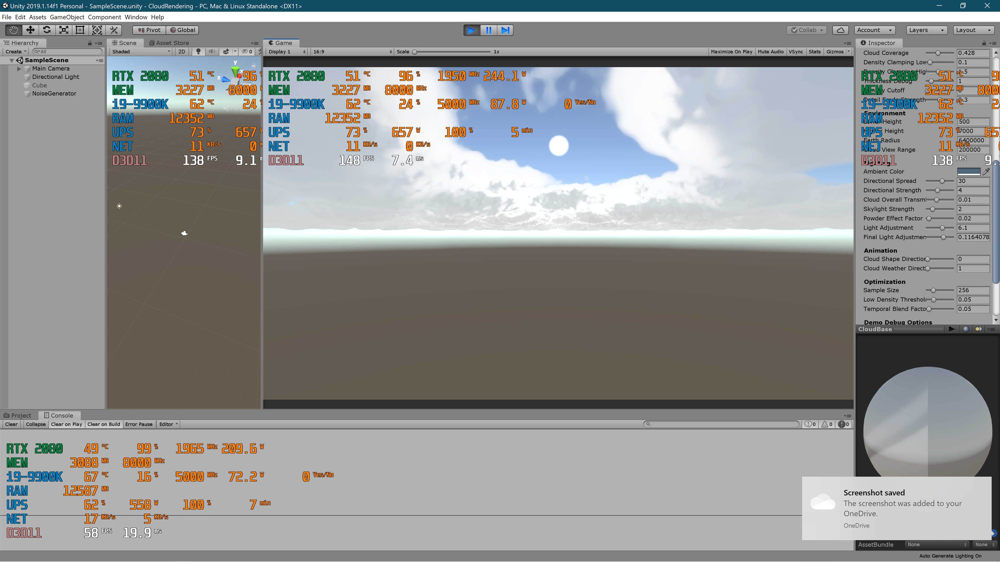 Unity 2019.1.14f1 Personal - SampleScene.unity - CloudRendering - PC, Mac & Linux Standalone <DX11>
File Edit Assets GameObject Component Window Help
Pivot Global Collab Account Layers Layout
Hierarchy
Create All
SampleScene
Main Camera
Directional Light
Cube
NoiseGenerator
Scene Asset Store
Shaded 2D 0
y
x
z
Persp
RTX 2080 51 °C 96 %
MEM 3227 MB 8000
i9-9900K 62 °C 24 %
RAM 12352 MB
UPS 73 % 657 W
NET 11 KB/s 0
D3D11 138 FPS 9.1
Game
Display 1 16:9 Scale 1x Maximize On Play Mute Audio VSync Stats Gizmos
RTX 2080 51 °C 96 % 1950 MHz 244.1 W
MEM 3227 MB 8000 MHz
i9-9900K 62 °C 24 % 5000 MHz 87.8 W 0 Yes/No
RAM 12352 MB
UPS 73 % 657 W 100 % 5 min
NET 11 KB/s 0 KB/s
D3D11 148 FPS 7.4 ms
Inspector
Cloud Coverage 0.428
Density Clamping Low 0.1
RTX 2080 51 °C
Thickness Debug 1
MEM 3227 MB 800
Cutoff
i9-9900K 62 °C
Environment
RAM 12352 MB
Height 500
UPS 73 % 65
Height 7000
Earth Radius 6400000
NET 11 KB/s
View Range 200000
D3D11 138 FPS 9.
Ambient Color
Directional Spread 30
Directional Strength 4
Cloud Overall Transmi 0.01
Skylight Strength 2
Powder Effect Factor 0.02
Light Adjustment 6.1
Final Light Adjustmen 0.1164078
Animation
Cloud Shape Direction 0
Cloud Weather Direct 1
Optimization
Sample Size 256
Low Density Threshol 0.05
Temporal Blend Facto 0.05
Demo Debug Options
CloudBase
Project Console
Clear Collapse Clear on Play Clear on Build Error Pause Editor 0 0 0
RTX 2080 49 °C 99 % 1965 MHz 209.6 W
MEM 3088 MB 8000 MHz
i9-9900K 67 °C 16 % 5000 MHz 72.2 W 0 Yes/No
RAM 12587 MB
UPS 62 % 558 W 100 % 7 min
NET 17 KB/s 5 KB/s
D3D11 58 FPS 19.9 ms
Screenshot saved
The screenshot was added to your
OneDrive.
OneDrive
AssetBundle None None
Auto Generate Lighting On